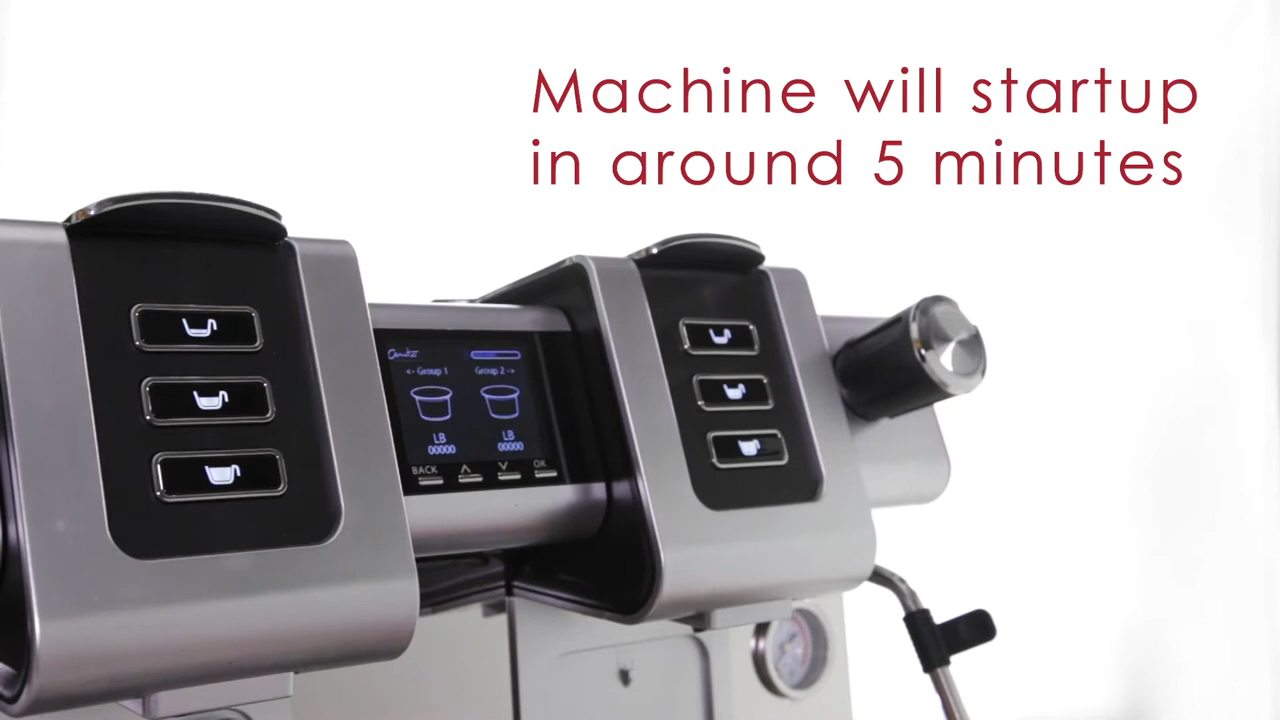 Machine will startup
in around 5 minutes
<- Group 1
Group 2 ->
LB
00000
LB
00000
BACK
OK